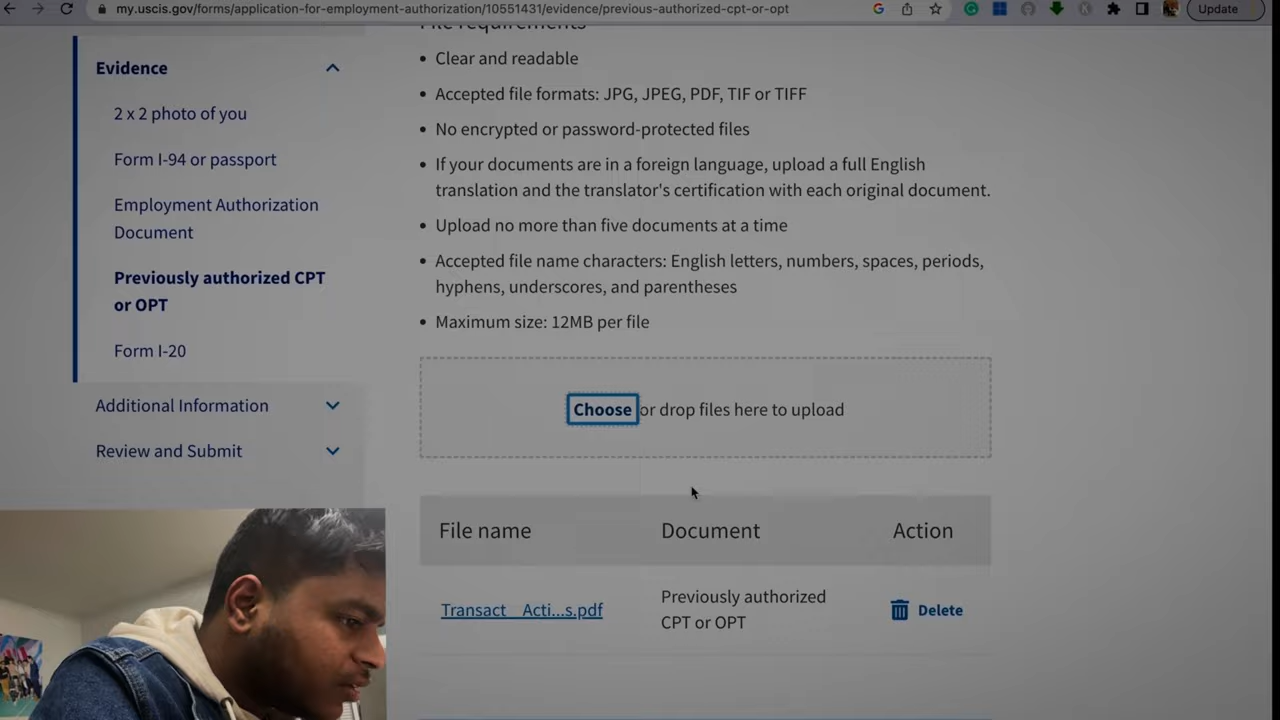 my.uscis.gov/forms/application-for-employment-authorization/10551431/evidence/previous-authorized-cpt-or-opt
Update
Evidence
2 x 2 photo of you
Form I-94 or passport
Employment Authorization
Document
Previously authorized CPT
or OPT
Form I-20
Additional Information
Review and Submit
File requirements
Clear and readable
Accepted file formats: JPG, JPEG, PDF, TIF or TIFF
No encrypted or password-protected files
If your documents are in a foreign language, upload a full English
translation and the translator's certification with each original document.
Upload no more than five documents at a time
Accepted file name characters: English letters, numbers, spaces, periods,
hyphens, underscores, and parentheses
Maximum size: 12MB per file
Choose or drop files here to upload
File name Document Action
Transact_ Acti...s.pdf
Previously authorized
CPT or OPT
Delete